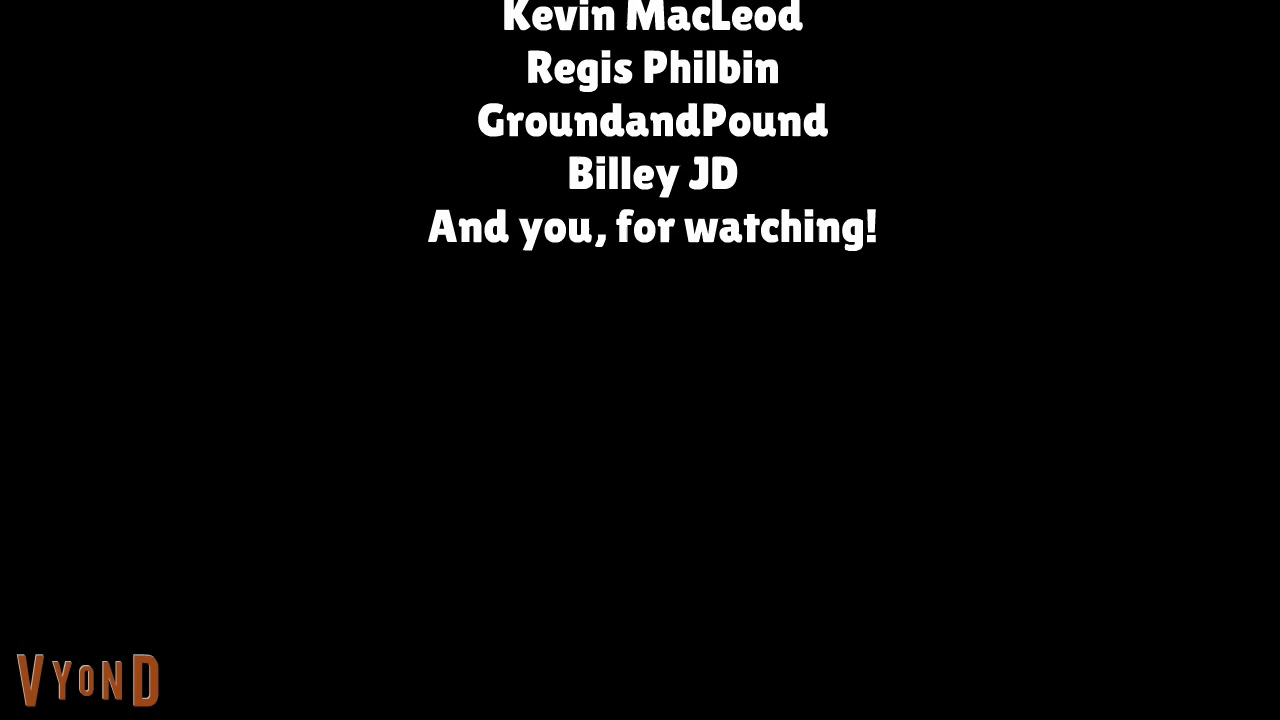 Kevin MacLeod
Regis Philbin
GroundandPound
Billey JD
And you, for watching!
VYOND